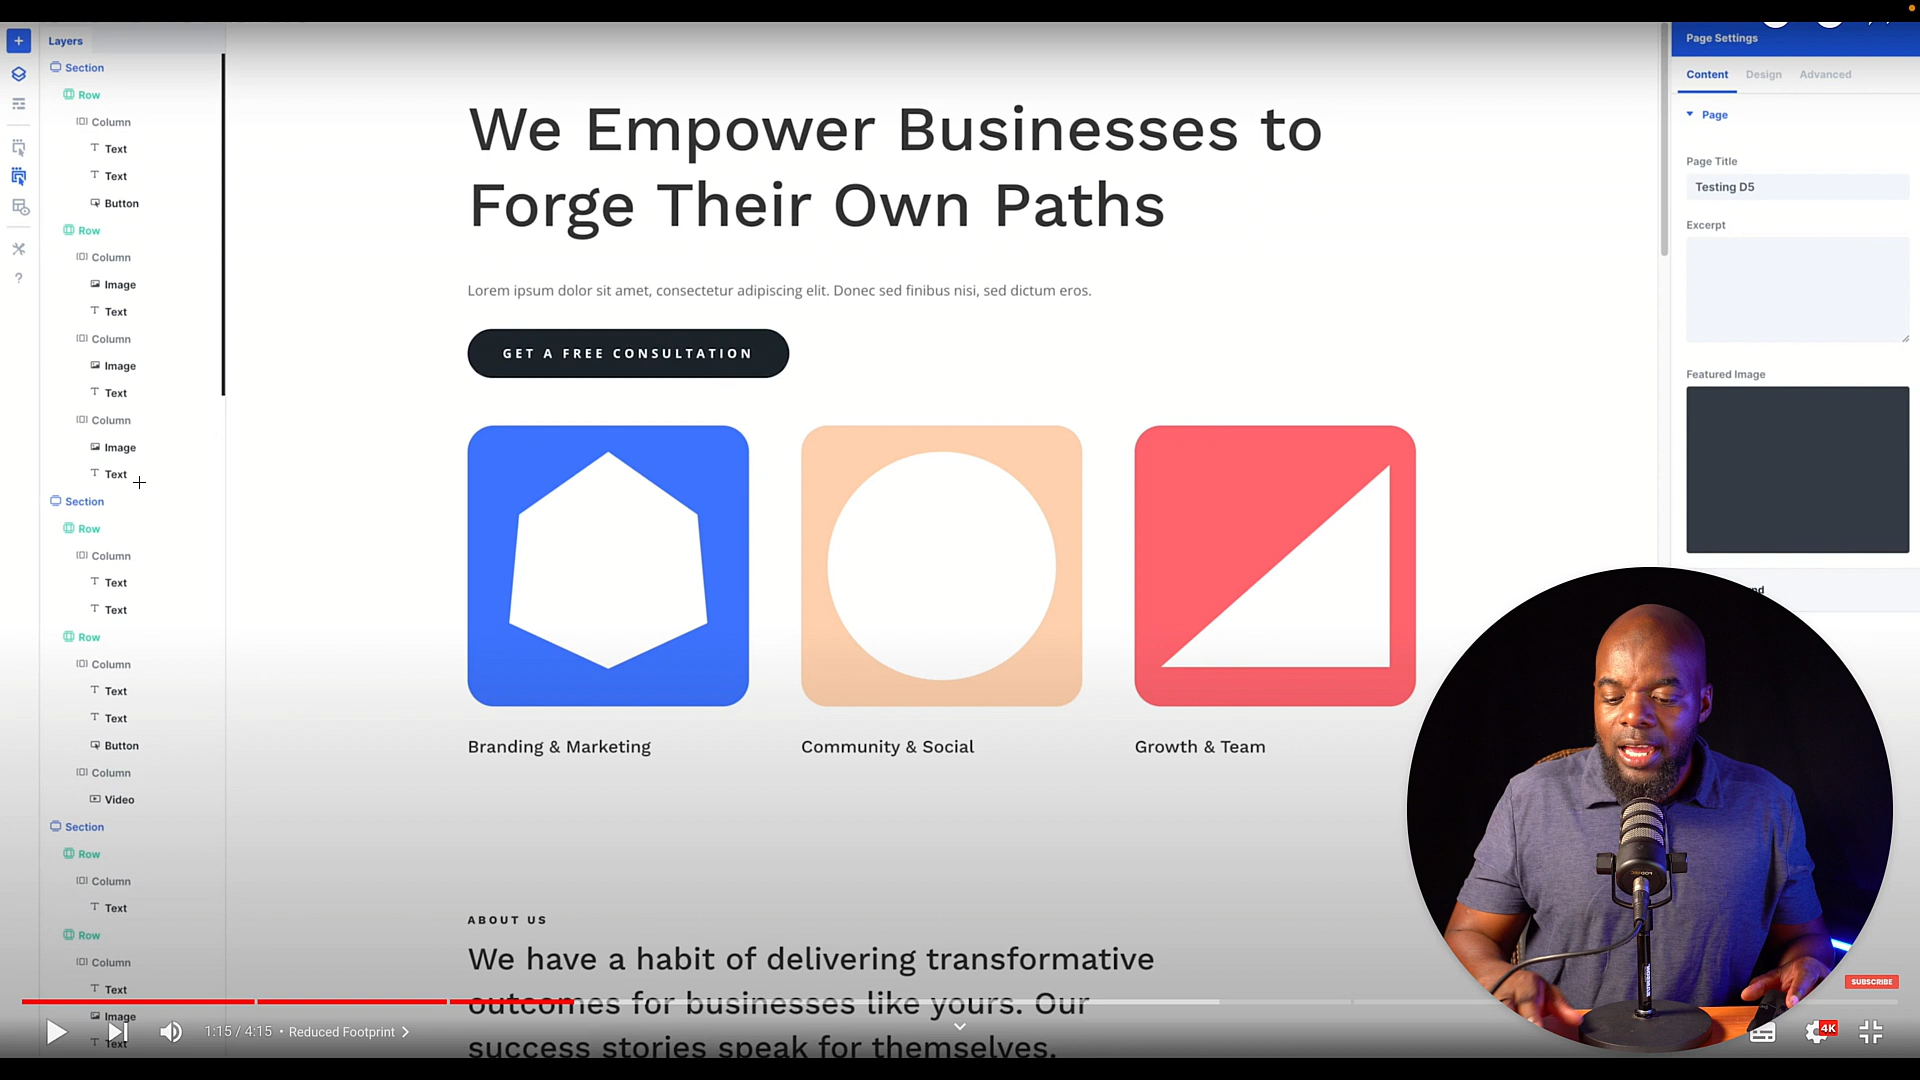 Layers
Section
Row
Column
Text
Text
Button
Row
Column
Image
Text
Column
Image
Text
Column
Image
Text
Section
Row
Column
Text
Text
Row
Column
Text
Text
Button
Column
Video
Section
Row
Column
Text
Row
Column
Text
Image
Text
?
We Empower Businesses to
Forge Their Own Paths
Lorem ipsum dolor sit amet, consectetur adipiscing elit. Donec sed finibus nisi, sed dictum eros.
GET A FREE CONSULTATION
Branding & Marketing
Community & Social
Growth & Team
ABOUT US
We have a habit of delivering transformative
outcomes for businesses like yours. Our
success stories speak for themselves.
Page Settings
Content Design Advanced
Page
Page Title
Testing D5
Excerpt
Featured Image
SUBSCRIBE
1:15 / 4:15 • Reduced Footprint
4K